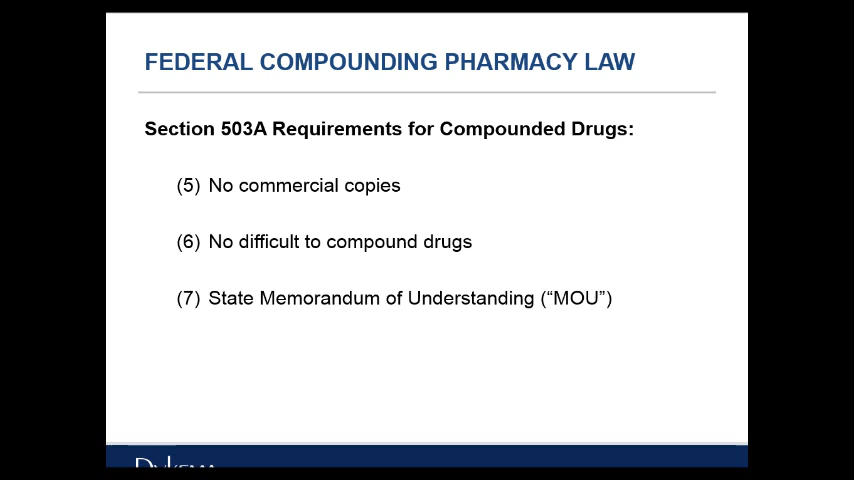 FEDERAL COMPOUNDING PHARMACY LAW
Section 503A Requirements for Compounded Drugs:
(5) No commercial copies
(6) No difficult to compound drugs
(7) State Memorandum of Understanding (“MOU”)
Dykema